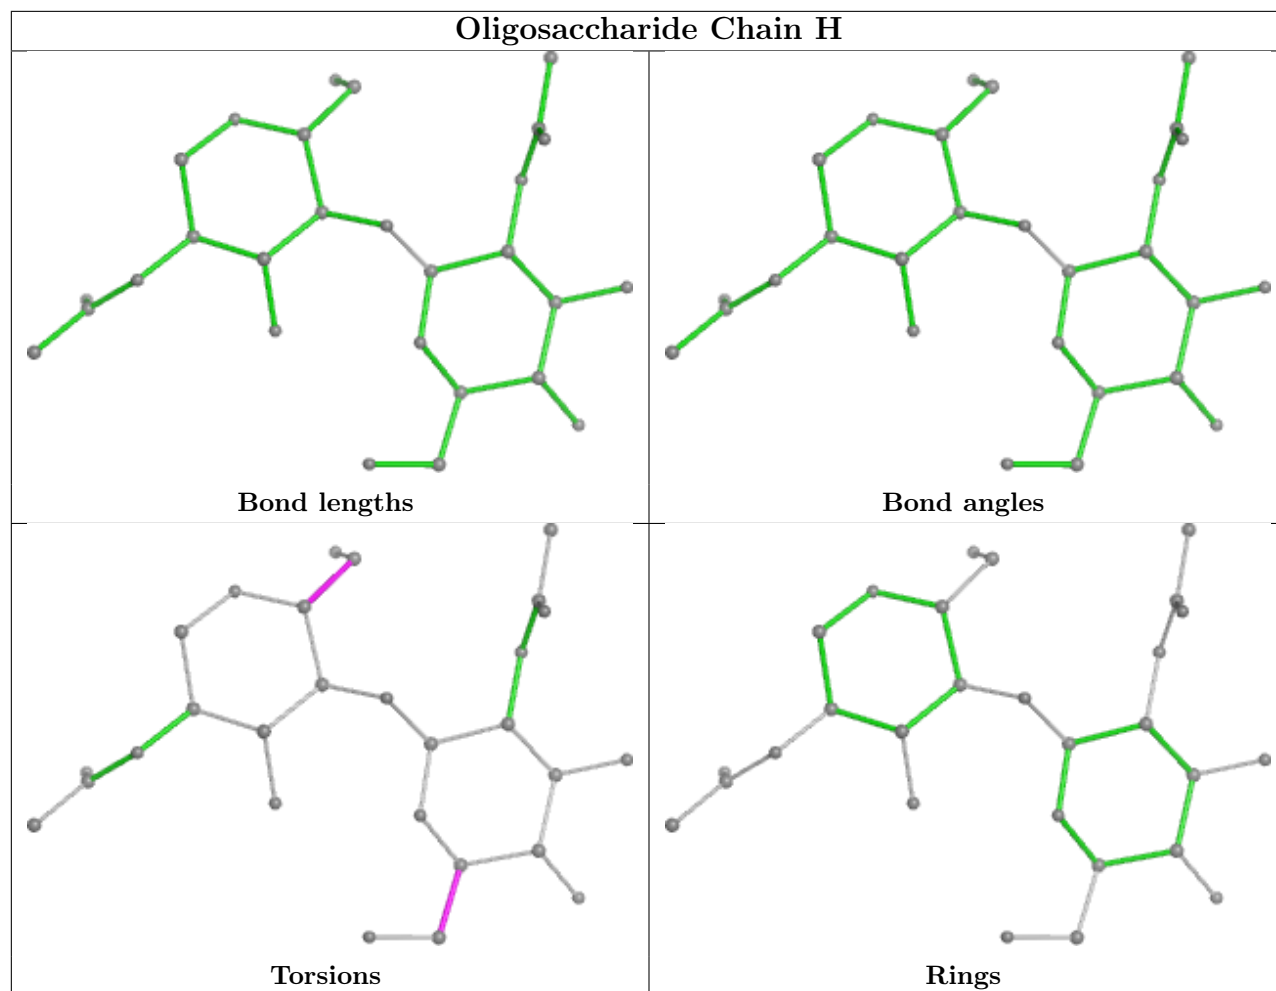 Oligosaccharide Chain H
Bond lengths
Bond angles
Torsions
Rings